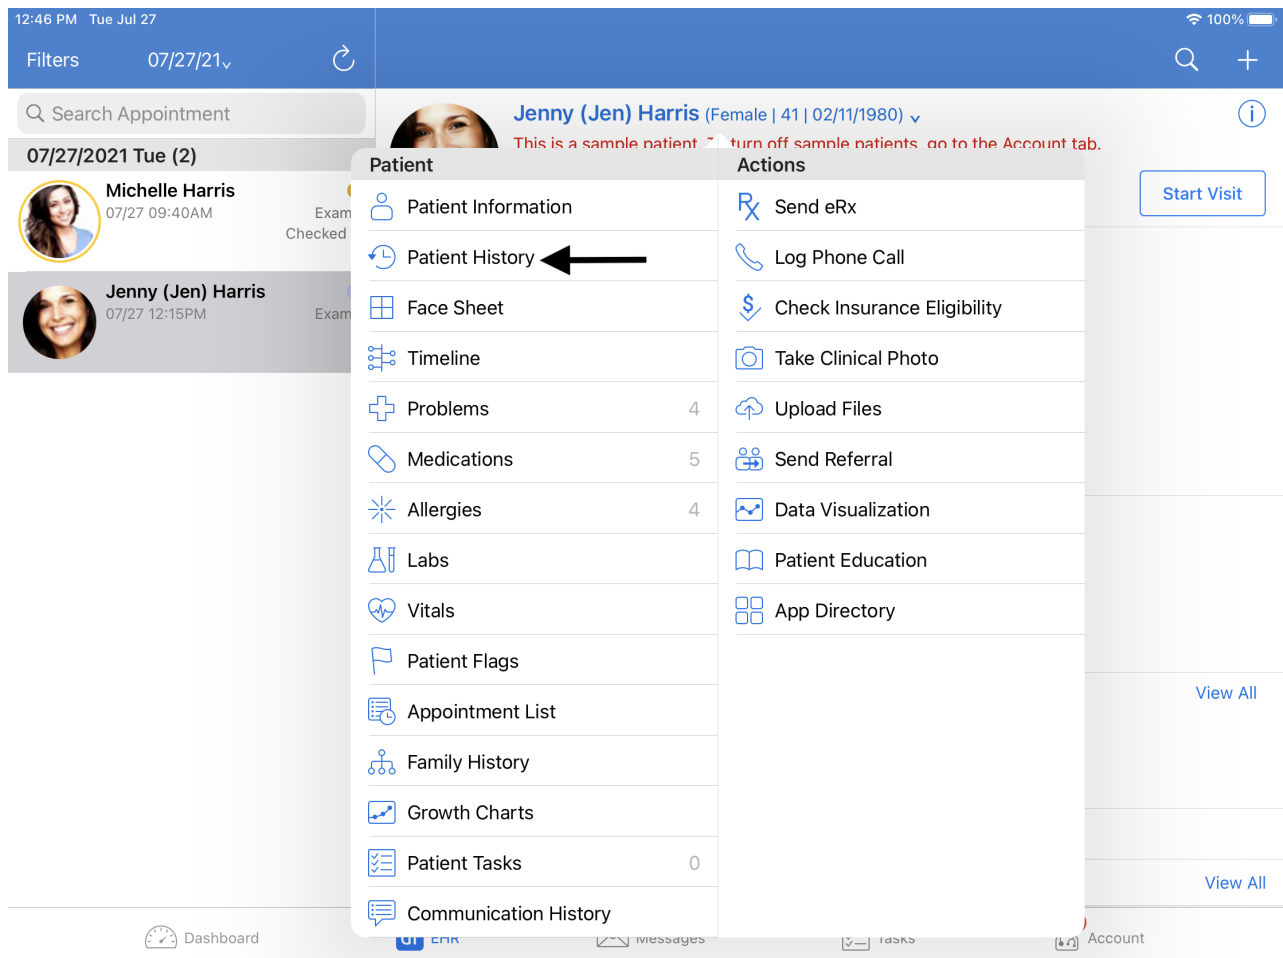 12:46 PM Tue Jul 27
100%
Filters
07/27/21
Search Appointment
07/27/2021 Tue (2)
Michelle Harris
07/27 09:40AM
Exam
Checked
Jenny (Jen) Harris
07/27 12:15PM
Exam
Jenny (Jen) Harris (Female | 41 | 02/11/1980)
This is a sample patient. To turn off sample patients, go to the Account tab.
Start Visit
Patient
Patient Information
Patient History
Face Sheet
Timeline
Problems 4
Medications 5
Allergies 4
Labs
Vitals
Patient Flags
Appointment List
Family History
Growth Charts
Patient Tasks 0
Communication History
Actions
Send eRx
Log Phone Call
Check Insurance Eligibility
Take Clinical Photo
Upload Files
Send Referral
Data Visualization
Patient Education
App Directory
View All
View All
Dashboard
EHR
Messages
Tasks
Account